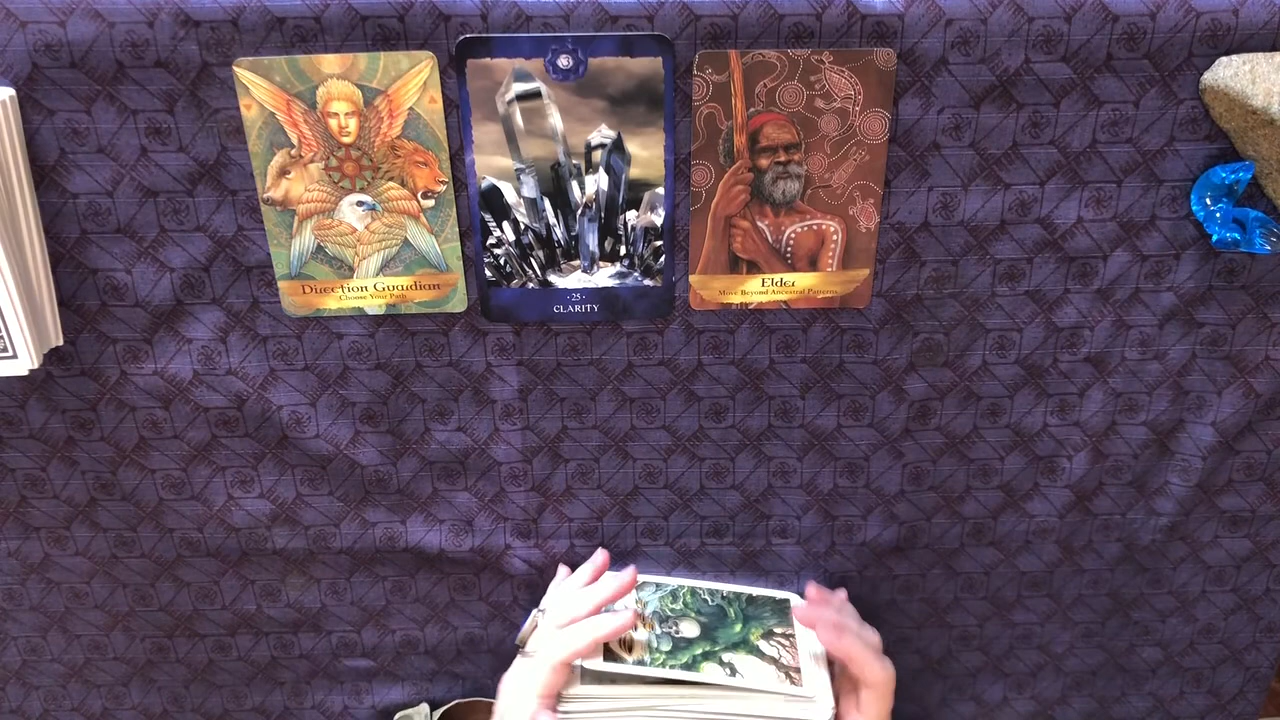 Direction Guardian
Choose Your Path
· 25 ·
CLARITY
Elder
Move Beyond Ancestral Patterns